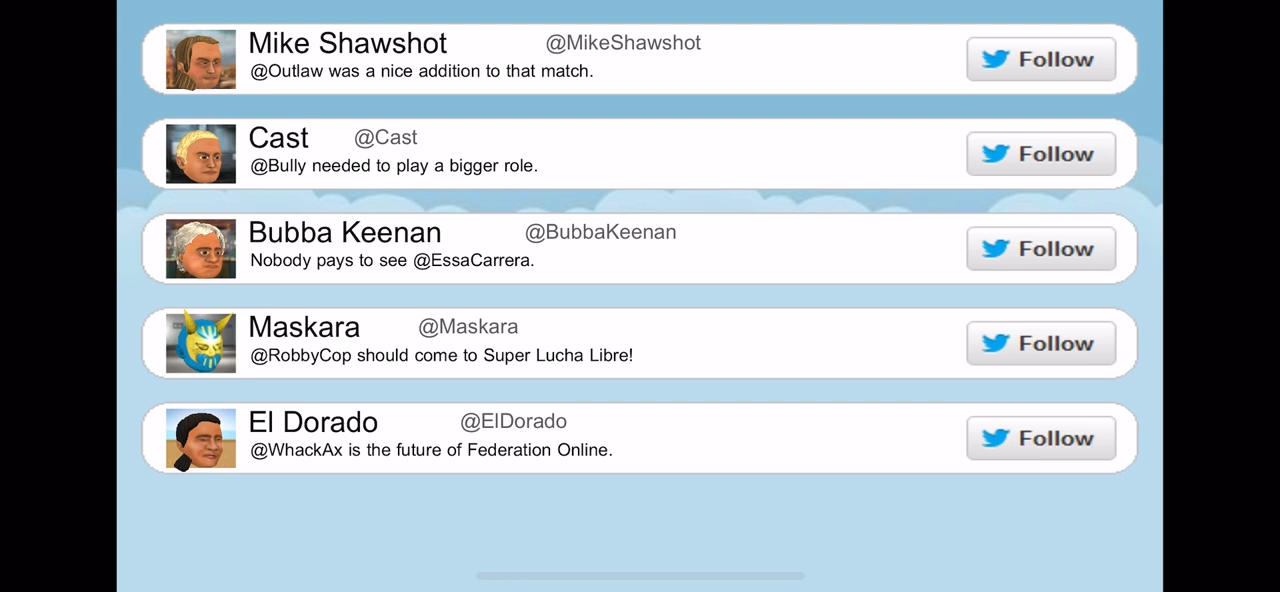 Mike Shawshot @MikeShawshot
@Outlaw was a nice addition to that match.
Follow
Cast @Cast
@Bully needed to play a bigger role.
Follow
Bubba Keenan @BubbaKeenan
Nobody pays to see @EssaCarrera.
Follow
Maskara @Maskara
@RobbyCop should come to Super Lucha Libre!
Follow
El Dorado @ElDorado
@WhackAx is the future of Federation Online.
Follow